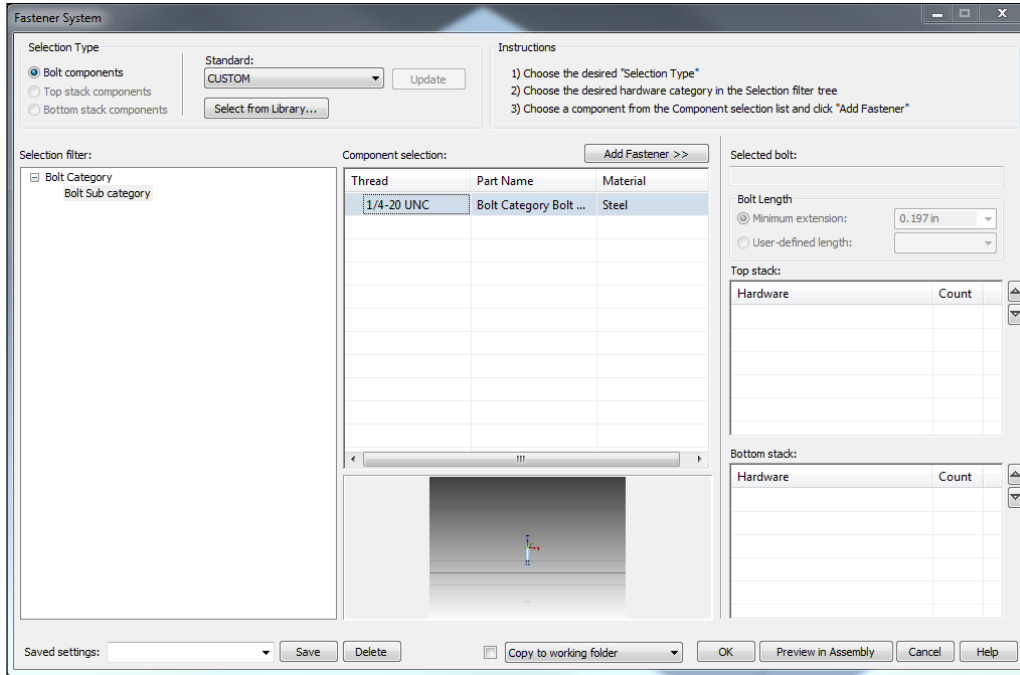 Fastener System
Selection Type
Bolt components
Top stack components
Bottom stack components
Standard:
CUSTOM
Update
Select from Library...
Instructions
1) Choose the desired "Selection Type"
2) Choose the desired hardware category in the Selection filter tree
3) Choose a component from the Component selection list and click "Add Fastener"
Selection filter:
Bolt Category
Bolt Sub category
Component selection:
Add Fastener >>
Thread Part Name Material
1/4-20 UNC Bolt Category Bolt ... Steel
Selected bolt:
Bolt Length
Minimum extension: 0.197 in
User-defined length:
Top stack:
Hardware Count
Bottom stack:
Hardware Count
Saved settings:
Save
Delete
Copy to working folder
OK
Preview in Assembly
Cancel
Help